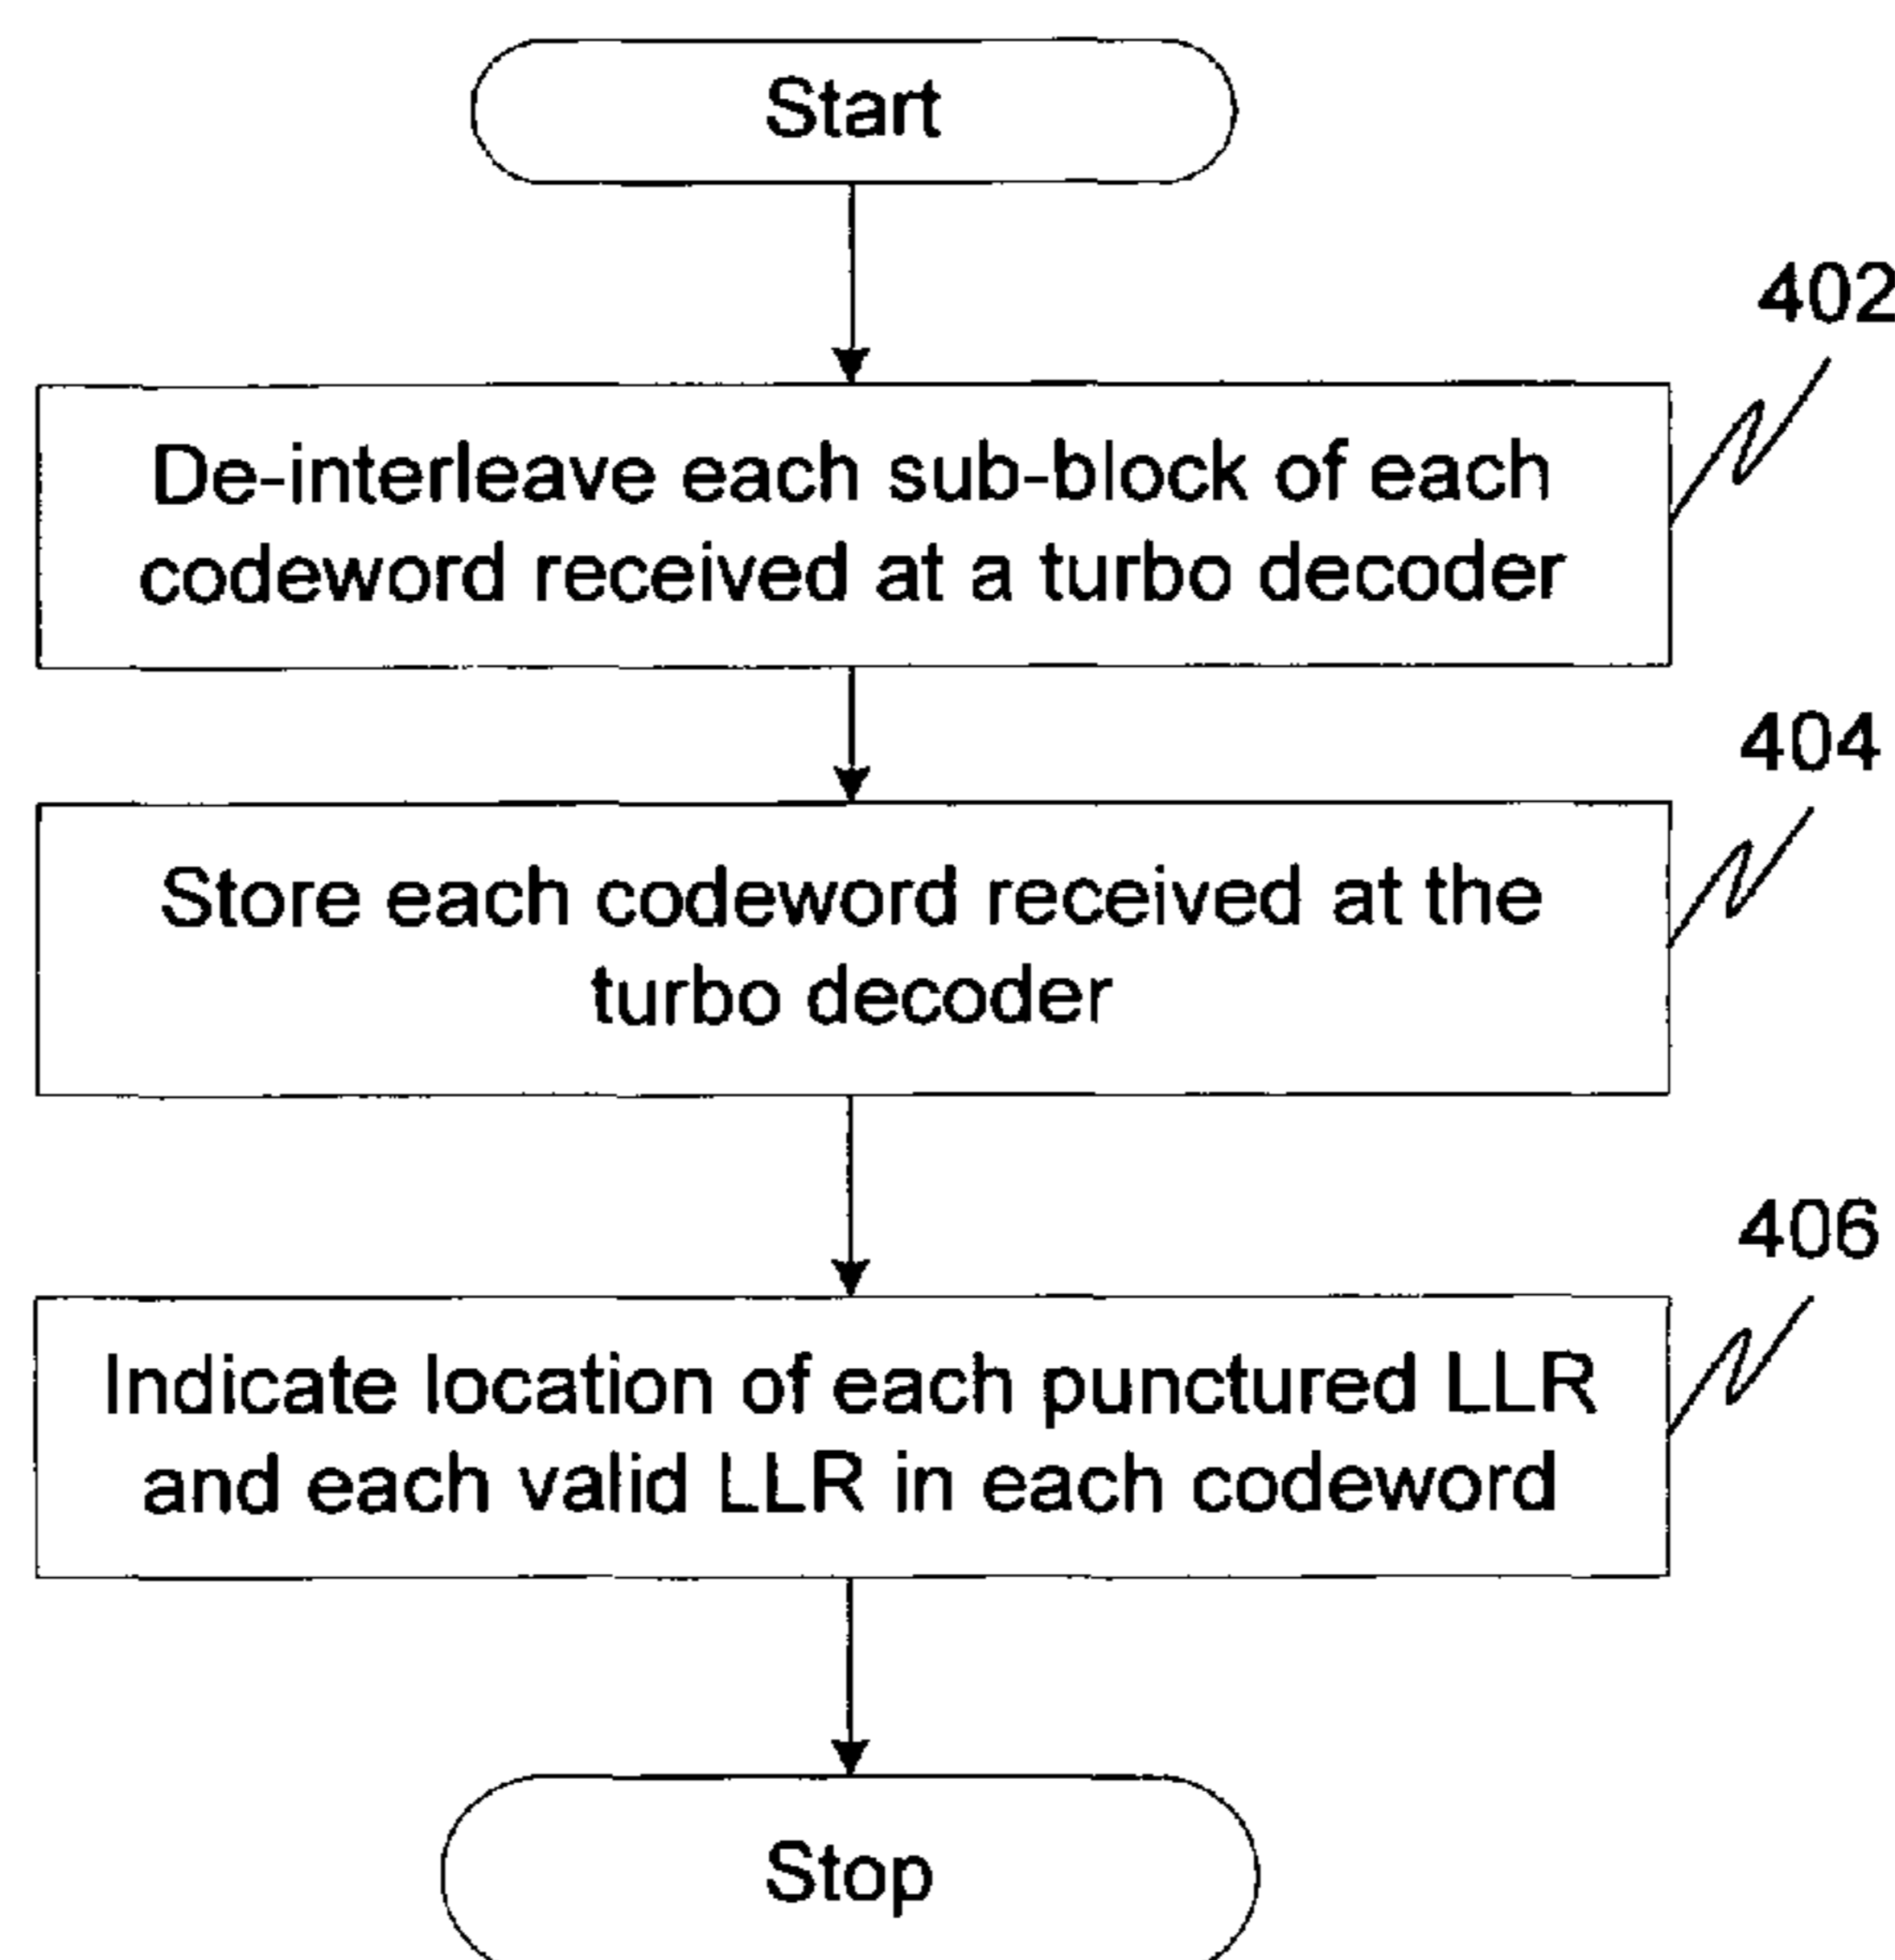 Start
402
De-interleave each sub-block of each
codeword received at a turbo decoder
404
Store each codeword received at the
turbo decoder
406
Indicate location of each punctured LLR
and each valid LLR in each codeword
Stop